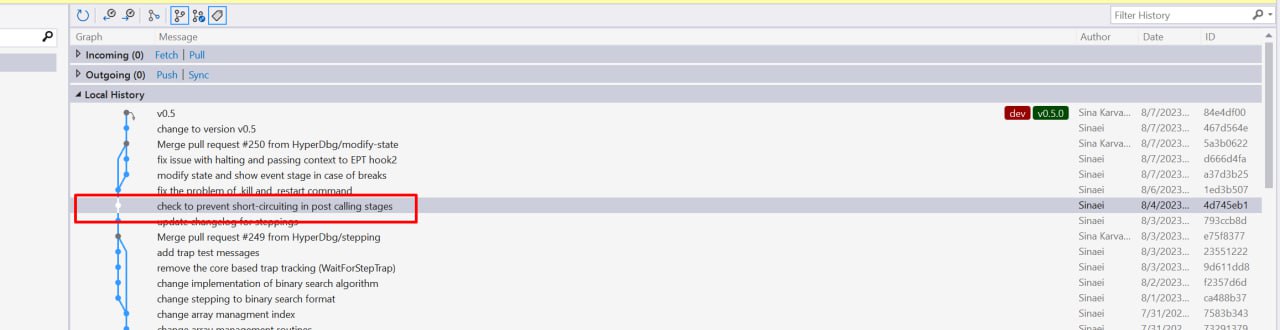 Filter History
Graph Message Author Date ID
Incoming (0) Fetch | Pull
Outgoing (0) Push | Sync
Local History
v0.5 dev v0.5.0 Sina Karva... 8/7/2023... 84e4df00
change to version v0.5 Sinaei 8/7/2023... 467d564e
Merge pull request #250 from HyperDbg/modify-state Sina Karva... 8/7/2023... 5a3b0622
fix issue with halting and passing context to EPT hook2 Sinaei 8/7/2023... d666d4fa
modify state and show event stage in case of breaks Sinaei 8/7/2023... a37d3b25
fix the problem of .kill and .restart command Sinaei 8/6/2023... 1ed3b507
check to prevent short-circuiting in post calling stages Sinaei 8/4/2023... 4d745eb1
update changelog for steppings Sinaei 8/3/2023... 793ccb8d
Merge pull request #249 from HyperDbg/stepping Sina Karva... 8/3/2023... e75f8377
add trap test messages Sinaei 8/3/2023... 23551222
remove the core based trap tracking (WaitForStepTrap) Sinaei 8/3/2023... 9d611dd8
change implementation of binary search algorithm Sinaei 8/2/2023... f2357d6d
change stepping to binary search format Sinaei 8/1/2023... ca488b37
change array managment index Sinaei 7/31/202... 7583b343
change array management routines Sinaei 7/31/202... 73291379